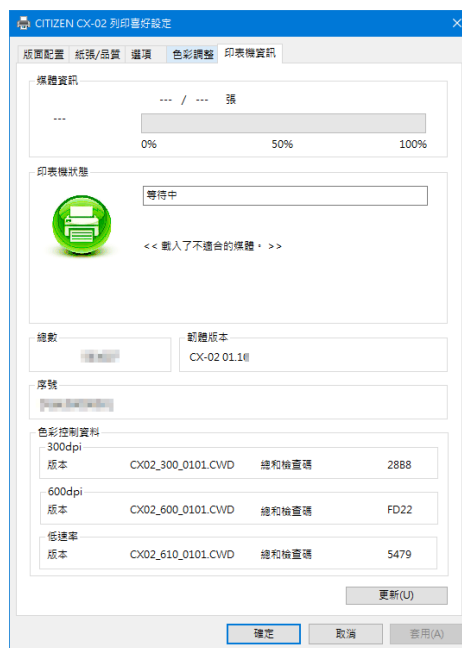 CITIZEN CX-02 列印喜好設定
版面配置 紙張/品質 選項 色彩調整 印表機資訊
媒體資訊
--- / --- 張
---
0% 50% 100%
印表機狀態
等待中
<< 載入了不適合的媒體。 >>
總數 韌體版本
CX-02 01.1
序號
色彩控制資料
300dpi
版本 CX02_300_0101.CWD 總和檢查碼 28B8
600dpi
版本 CX02_600_0101.CWD 總和檢查碼 FD22
低速率
版本 CX02_610_0101.CWD 總和檢查碼 5479
更新(U)
確定 取消 套用(A)